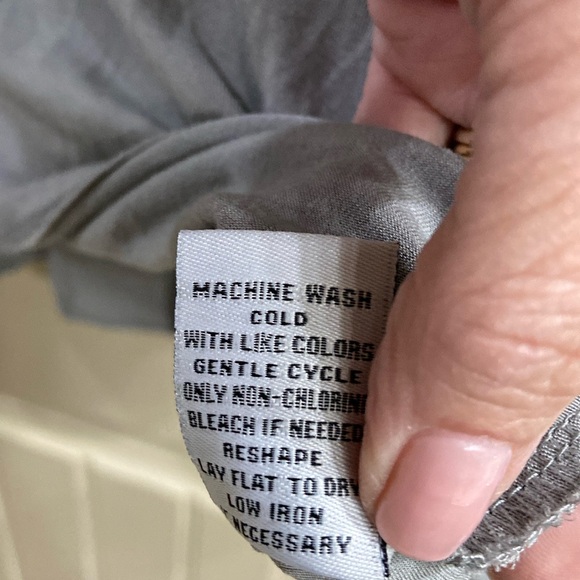 MACHINE WASH
COLD
WITH LIKE COLORS
GENTLE CYCLE
ONLY NON-CHLORINE
BLEACH IF NEEDED
RESHAPE
LAY FLAT TO DRY
LOW IRON
NECESSARY